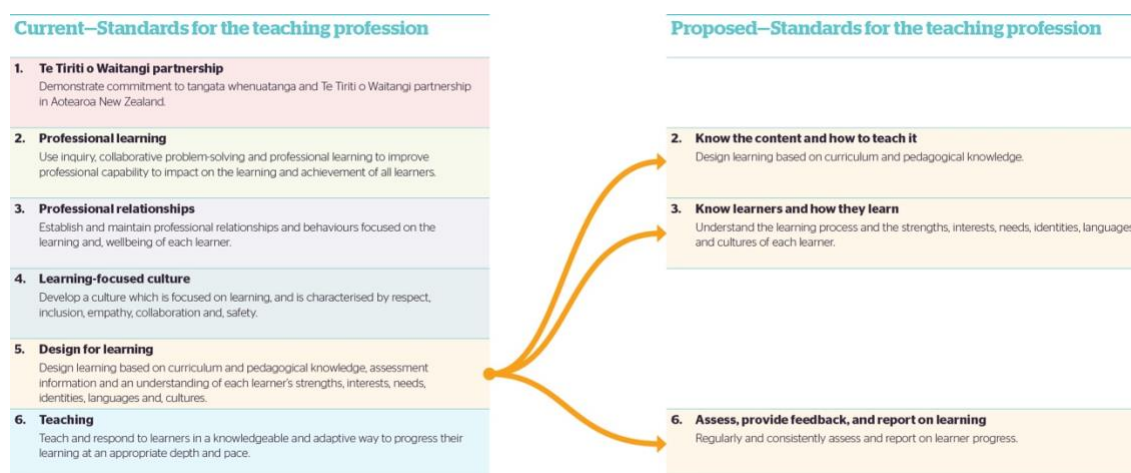 Current—Standards for the teaching profession
1. Te Tiriti o Waitangi partnership
Demonstrate commitment to tangata whenuatanga and Te Tiriti o Waitangi partnership
in Aotearoa New Zealand.
2. Professional learning
Use inquiry, collaborative problem-solving and professional learning to improve
professional capability to impact on the learning and achievement of all learners.
3. Professional relationships
Establish and maintain professional relationships and behaviours focused on the
learning and, wellbeing of each learner.
4. Learning-focused culture
Develop a culture which is focused on learning, and is characterised by respect,
inclusion, empathy, collaboration and, safety.
5. Design for learning
Design learning based on curriculum and pedagogical knowledge, assessment
information and an understanding of each learner's strengths, interests, needs,
identities, languages and, cultures.
6. Teaching
Teach and respond to learners in a knowledgeable and adaptive way to progress their
learning at an appropriate depth and pace.
Proposed—Standards for the teaching profession
2. Know the content and how to teach it
Design learning based on curriculum and pedagogical knowledge.
3. Know learners and how they learn
Understand the learning process and the strengths, interests, needs, identities, languages
and cultures of each learner.
6. Assess, provide feedback, and report on learning
Regularly and consistently assess and report on learner progress.